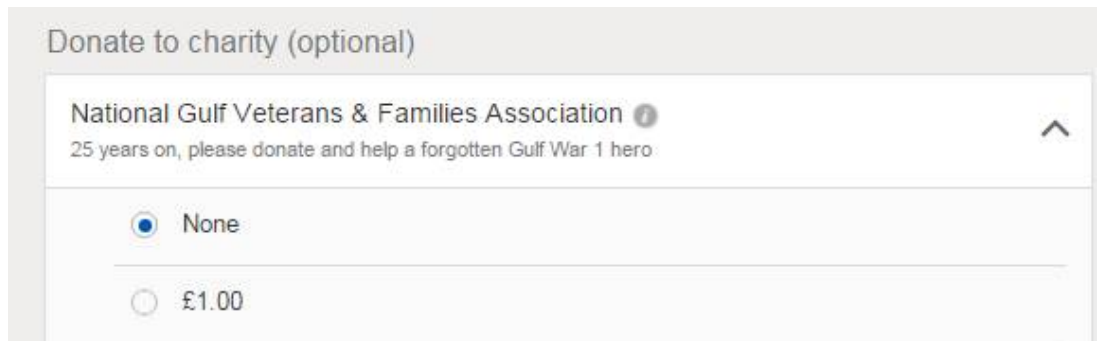 Donate to charity (optional)
National Gulf Veterans & Families Association
25 years on, please donate and help a forgotten Gulf War 1 hero
None
£1.00